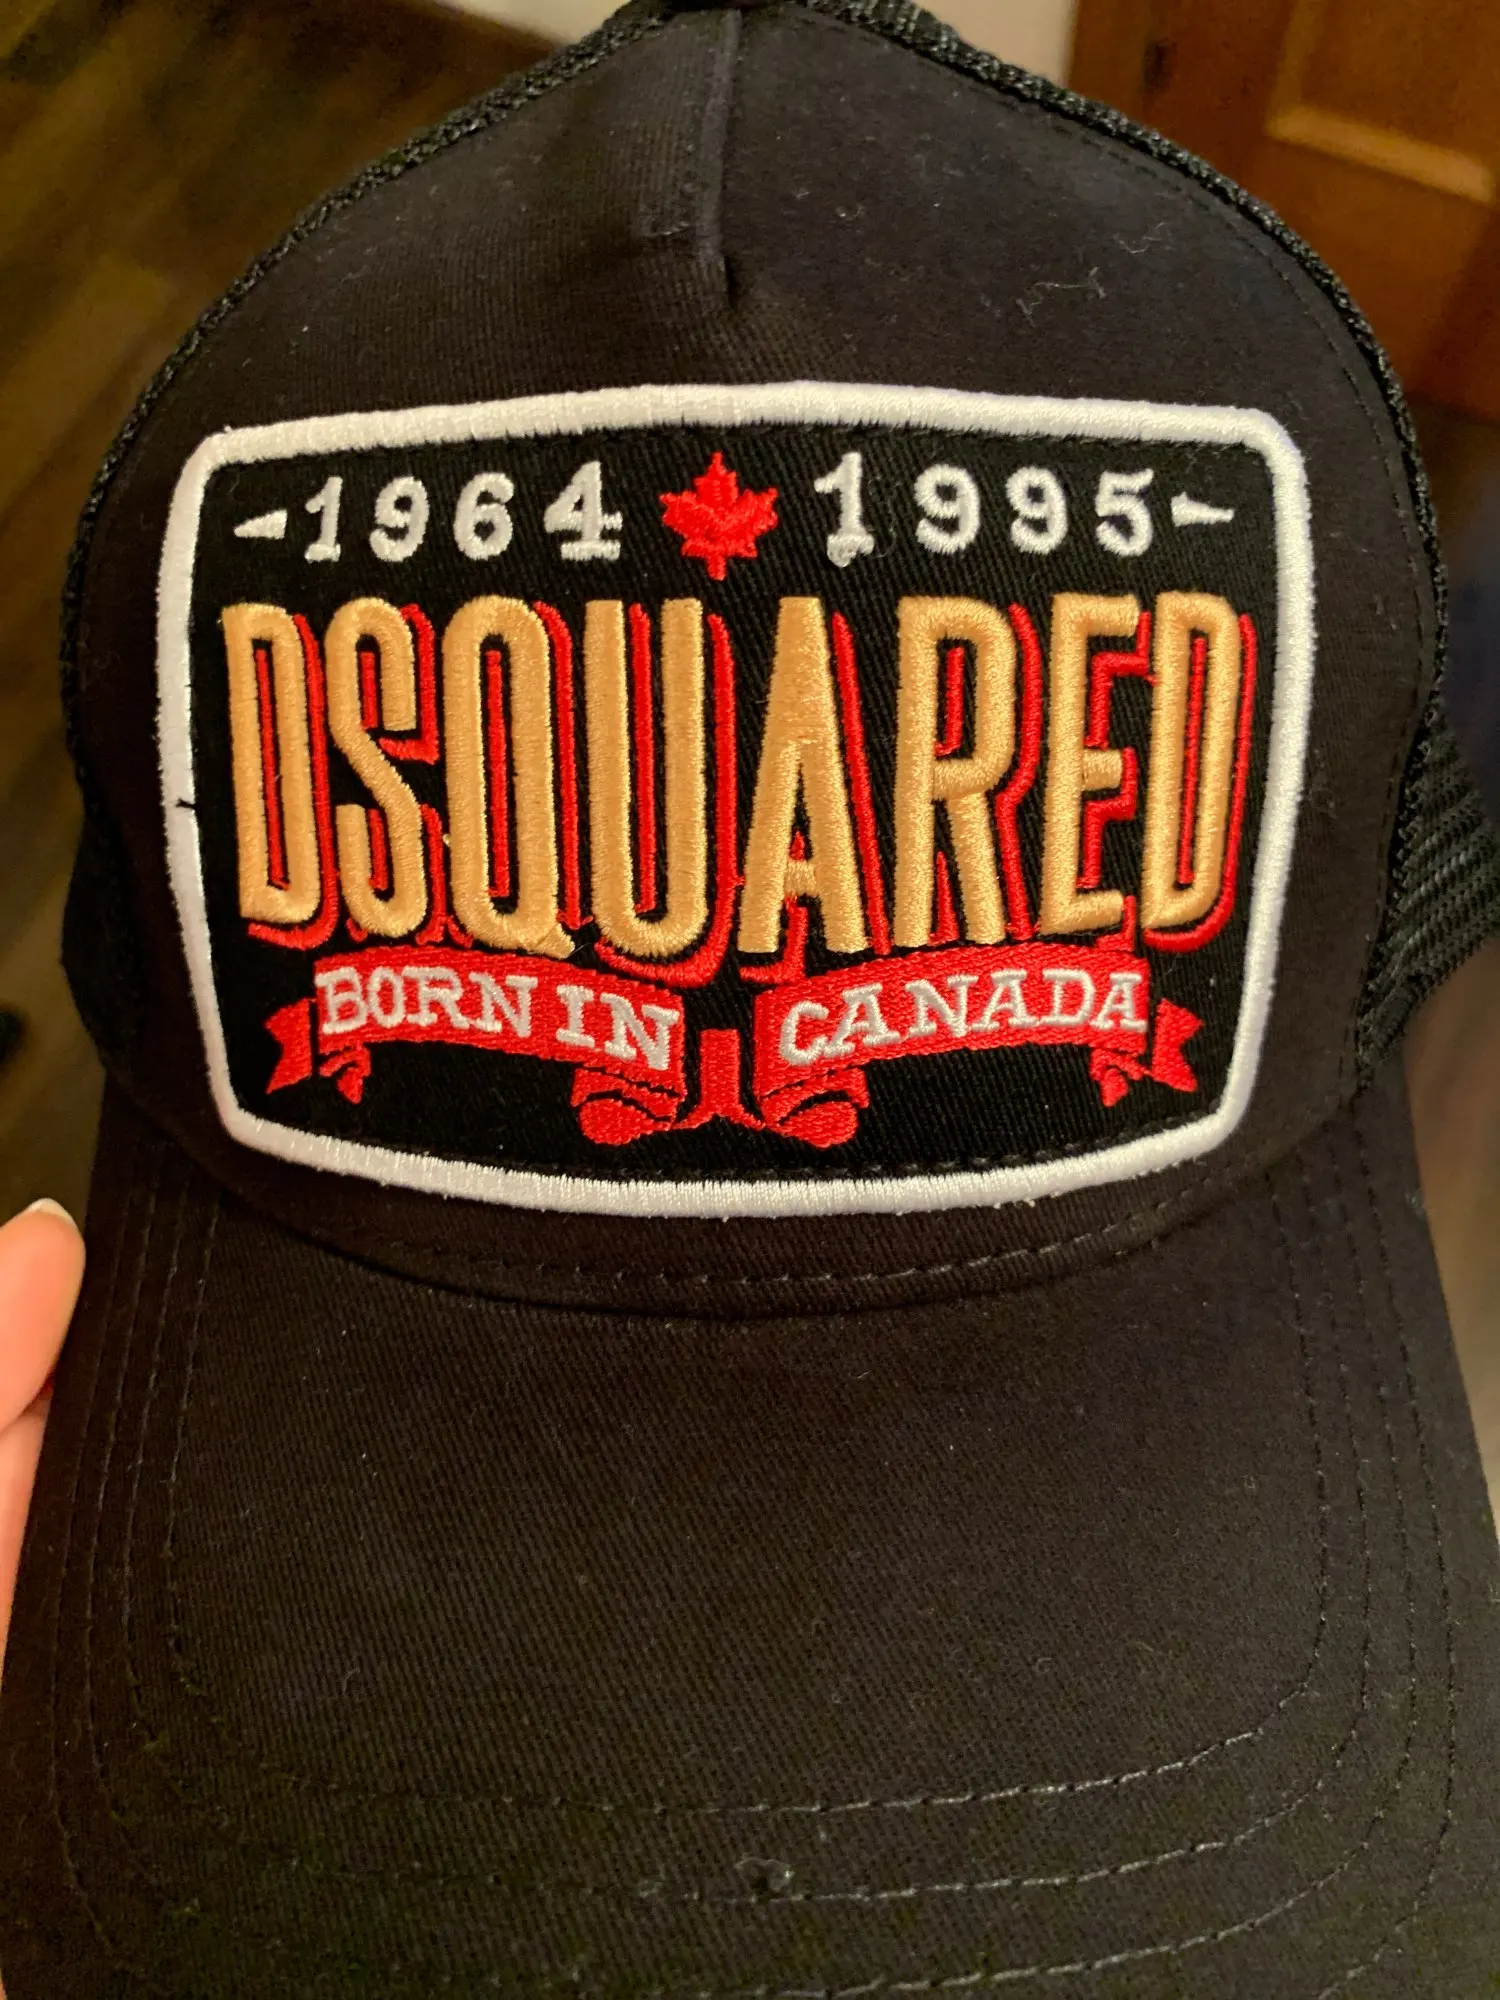 1964 1995
DSQUARED
BORN IN CANADA